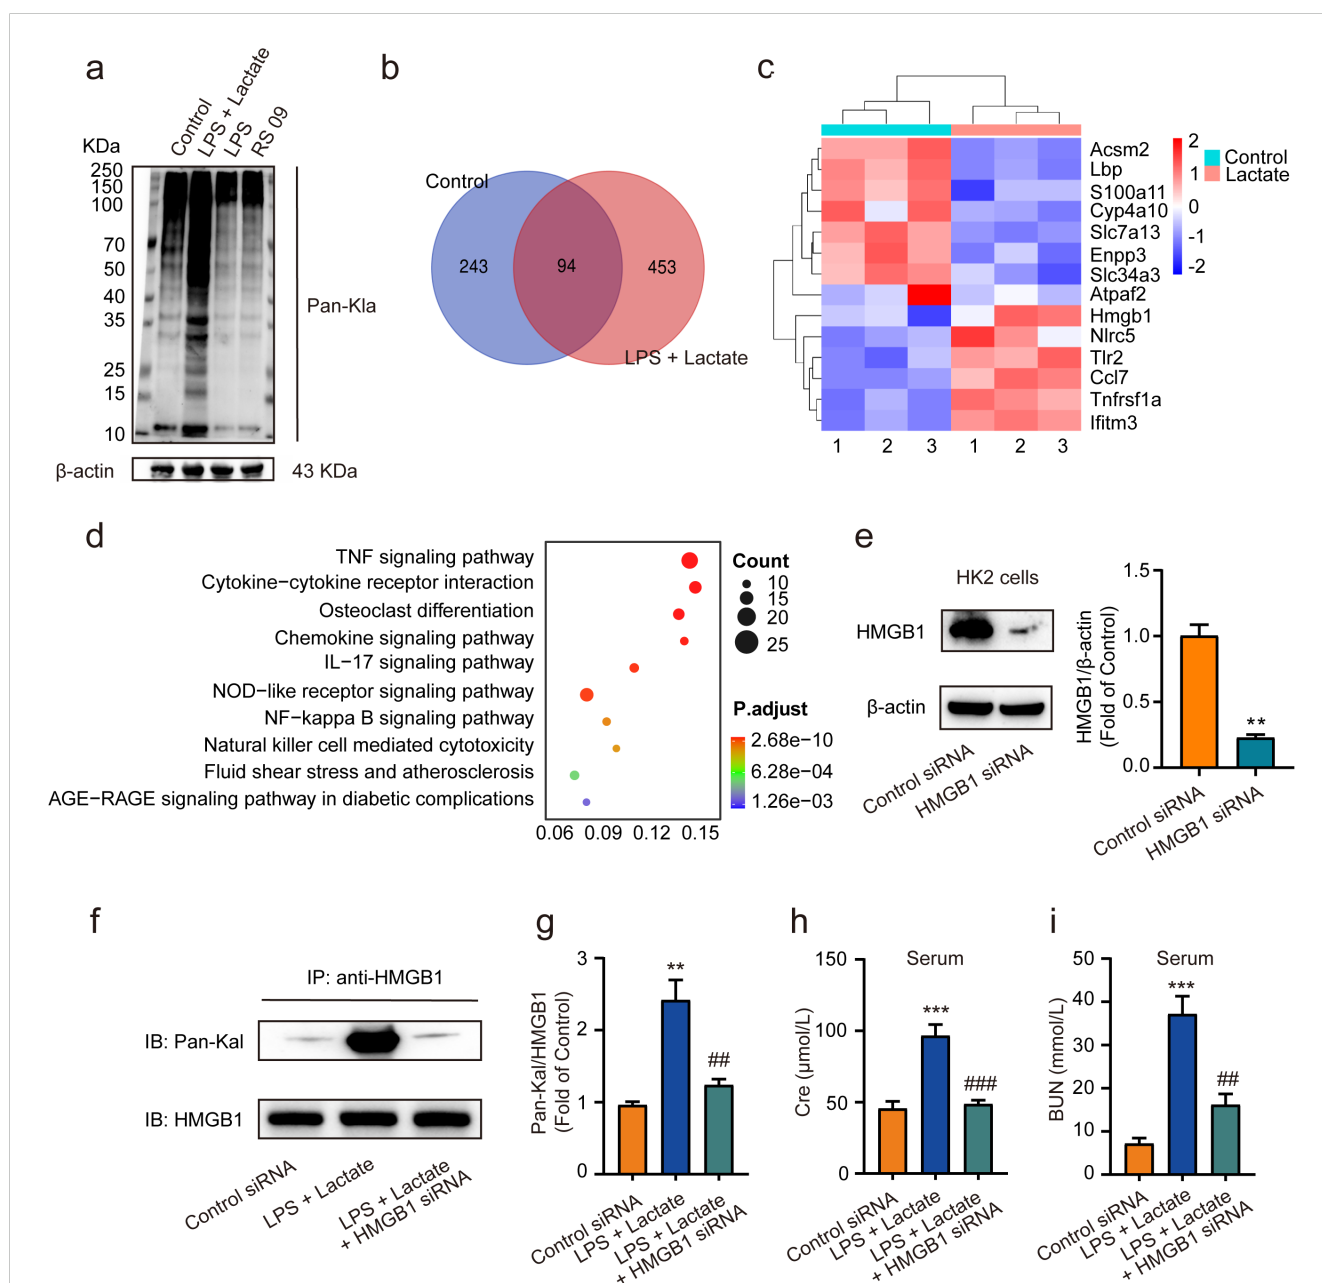 a
KDa
Control
LPS + Lactate
LPS
RS 09
250
150
100
70
50
40
35
25
15
10
Pan-Kla
β-actin
43 KDa
b
Control
243
94
453
LPS + Lactate
c
Acsm2
Lbp
S100a11
Cyp4a10
Slc7a13
Enpp3
Slc34a3
Atpaf2
Hmgb1
Nlrc5
Tlr2
Ccl7
Tnfrsf1a
Ifitm3
1 2 3 1 2 3
2
1
0
-1
-2
Control
Lactate
d
TNF signaling pathway
Cytokine−cytokine receptor interaction
Osteoclast differentiation
Chemokine signaling pathway
IL−17 signaling pathway
NOD−like receptor signaling pathway
NF−kappa B signaling pathway
Natural killer cell mediated cytotoxicity
Fluid shear stress and atherosclerosis
AGE−RAGE signaling pathway in diabetic complications
0.06 0.09 0.12 0.15
Count
10
15
20
25
P.adjust
2.68e−10
6.28e−04
1.26e−03
e
HK2 cells
HMGB1
β-actin
Control siRNA
HMGB1 siRNA
HMGB1/β-actin
(Fold of Control)
1.5
1.0
0.5
0.0
**
Control siRNA
HMGB1 siRNA
f
IP: anti-HMGB1
IB: Pan-Kal
IB: HMGB1
Control siRNA
LPS + Lactate
LPS + Lactate
+ HMGB1 siRNA
g
Pan-Kal/HMGB1
(Fold of Control)
3
2
1
0
**
##
Control siRNA
LPS + Lactate
LPS + Lactate
+ HMGB1 siRNA
h
Serum
Cre (μmol/L)
150
100
50
0
***
###
Control siRNA
LPS + Lactate
LPS + Lactate
+ HMGB1 siRNA
i
Serum
BUN (mmol/L)
50
40
30
20
10
0
***
##
Control siRNA
LPS + Lactate
LPS + Lactate
+ HMGB1 siRNA